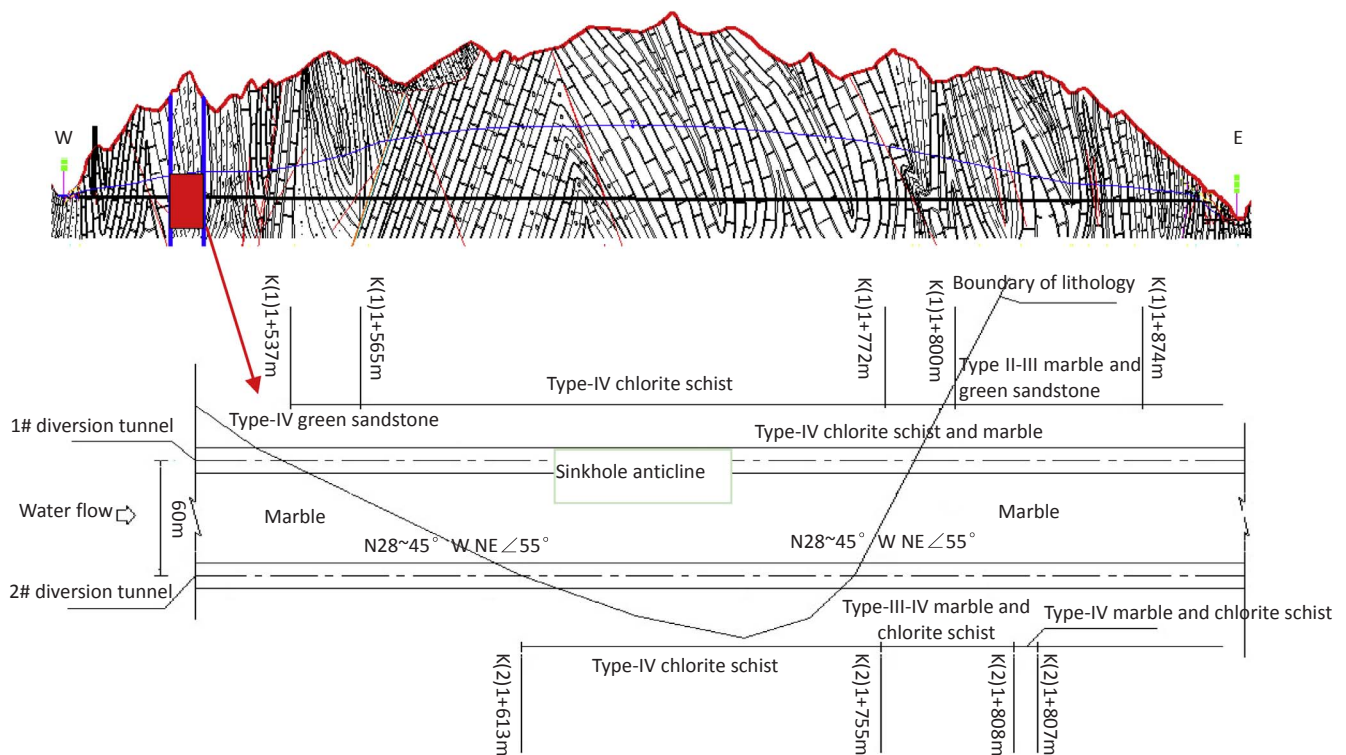 W
E
K(1)1+537m
K(1)1+565m
K(1)1+772m
K(1)1+800m
K(1)1+874m
Boundary of lithology
Type-IV chlorite schist
Type II-III marble and
green sandstone
Type-IV green sandstone
1# diversion tunnel
Type-IV chlorite schist and marble
Sinkhole anticline
Water flow
60m
Marble
Marble
N28~45° W NE∠55°
N28~45° W NE∠55°
2# diversion tunnel
Type-III-IV marble and
chlorite schist
Type-IV marble and chlorite schist
Type-IV chlorite schist
K(2)1+613m
K(2)1+755m
K(2)1+808m
K(2)1+807m